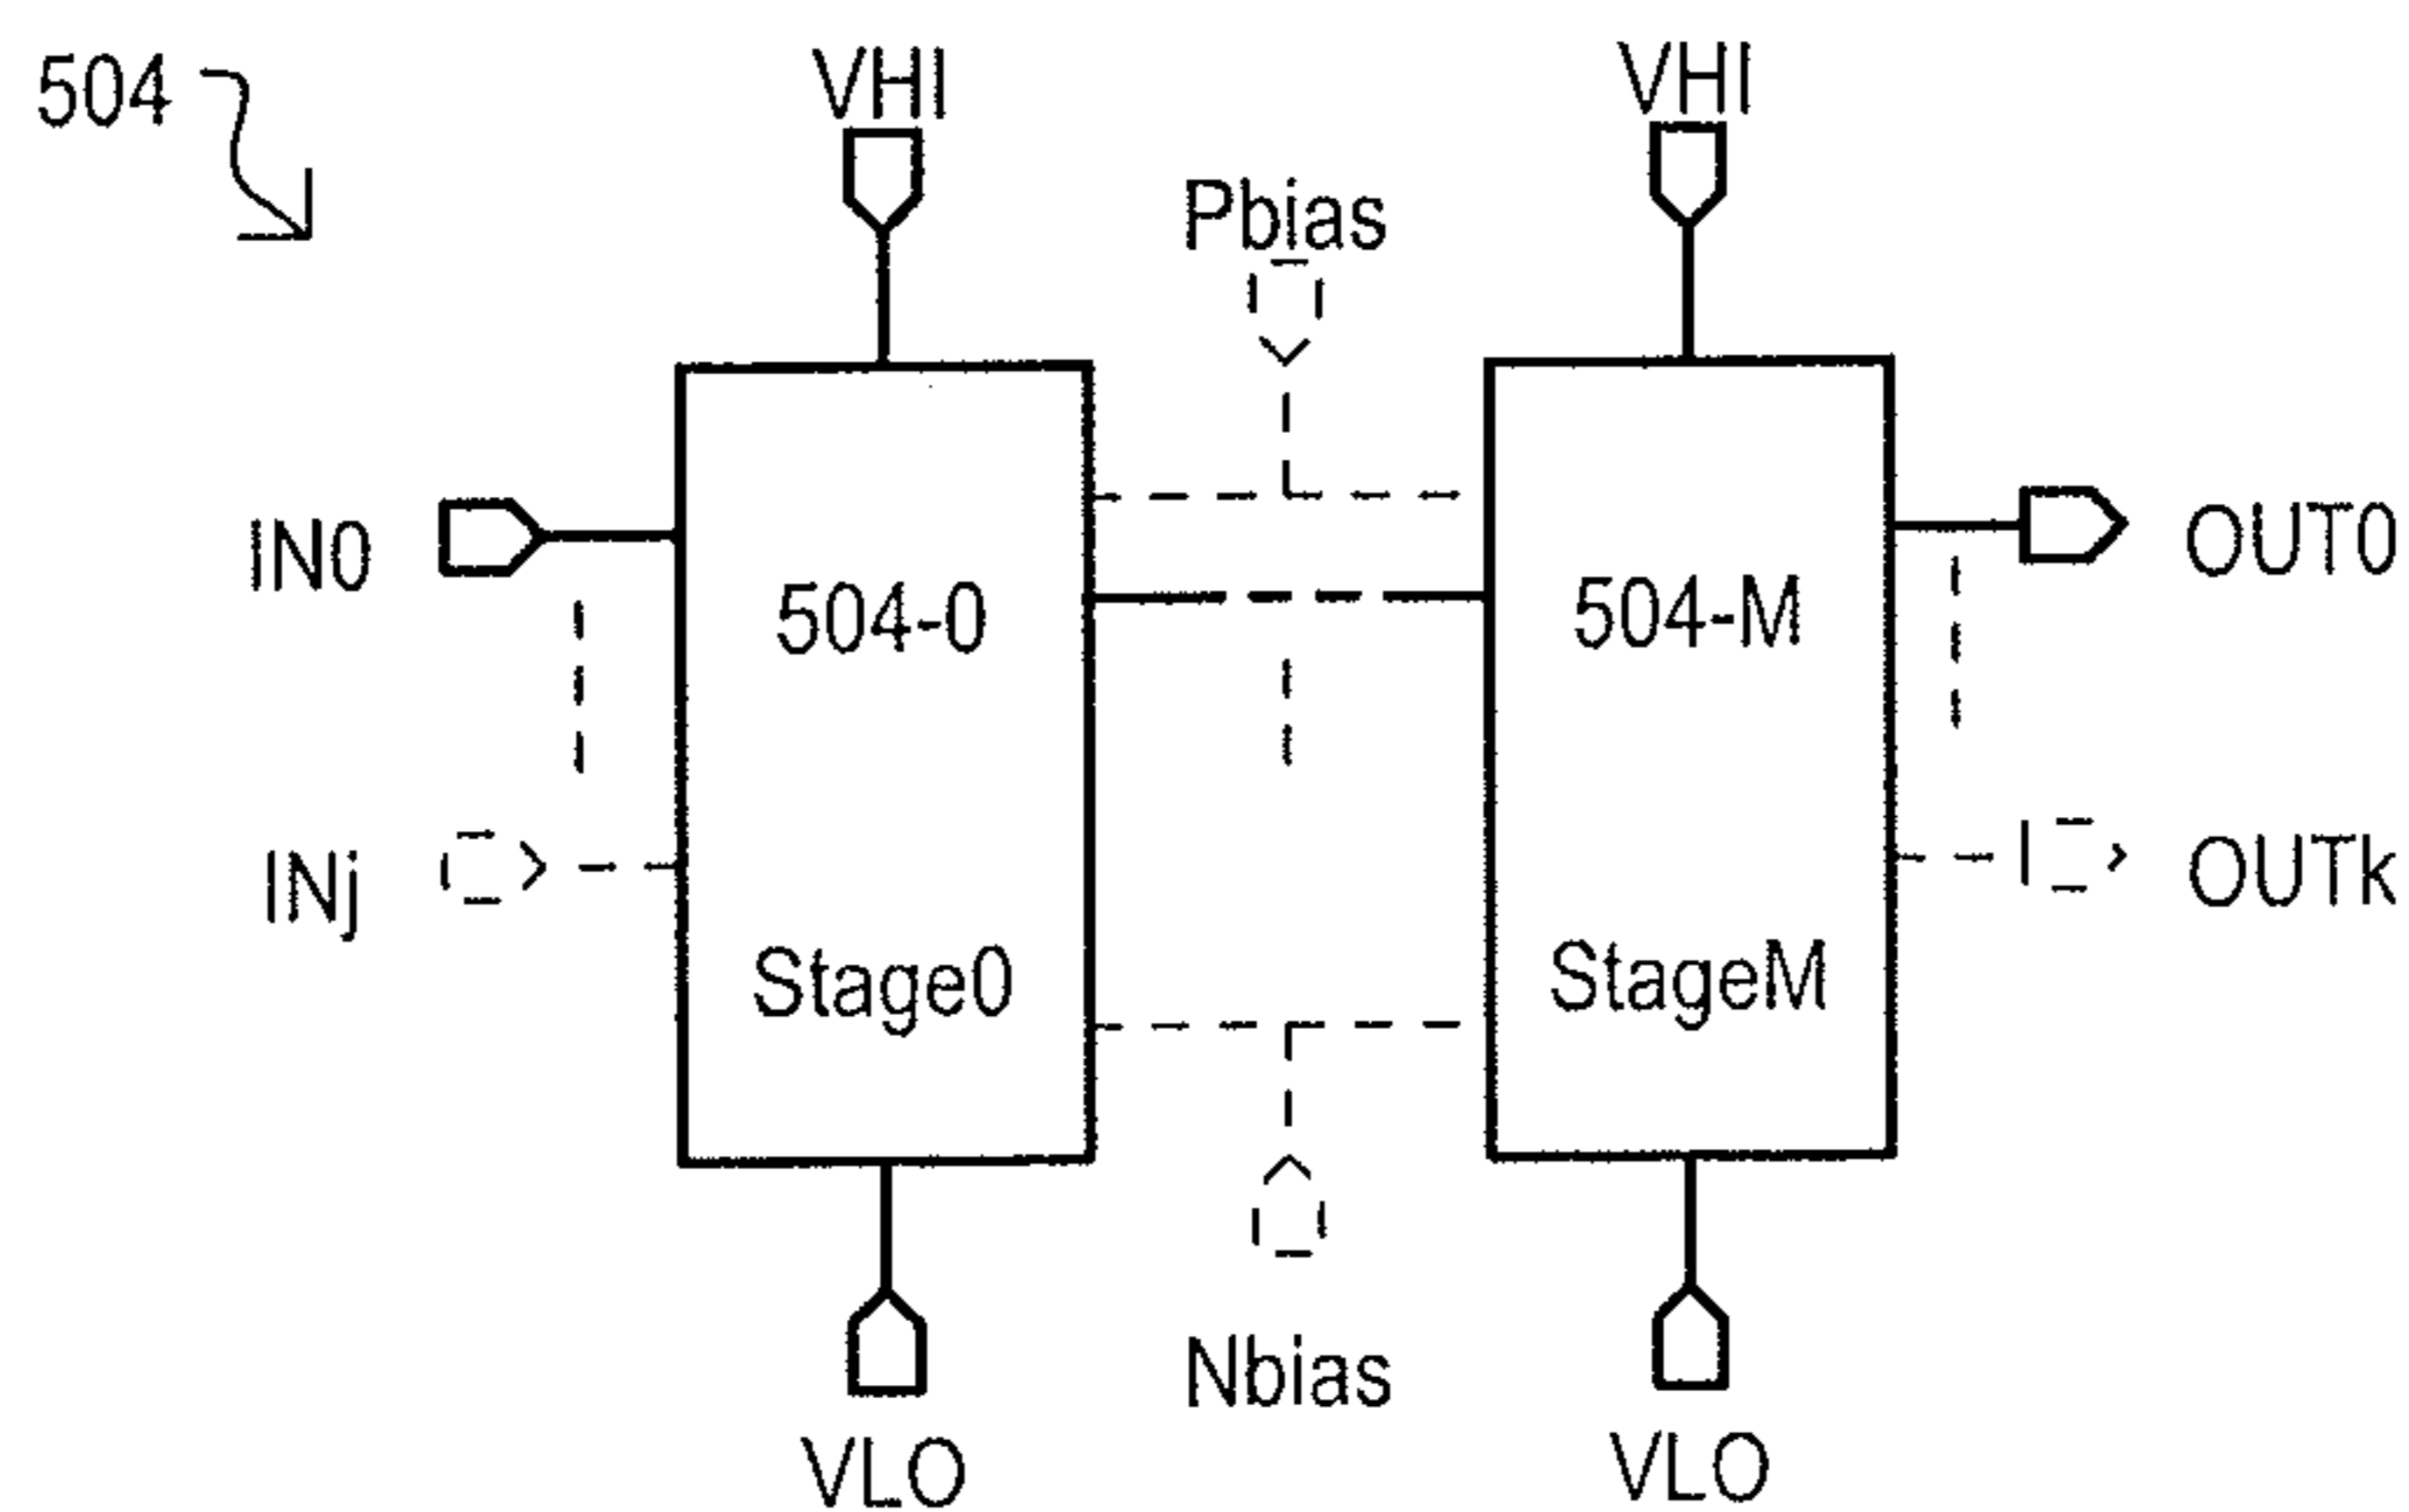 504
VHI
VHI
Pbias
IN0
504-0
504-M
OUT0
INj
OUTk
Stage0
StageM
Nbias
VLO
VLO